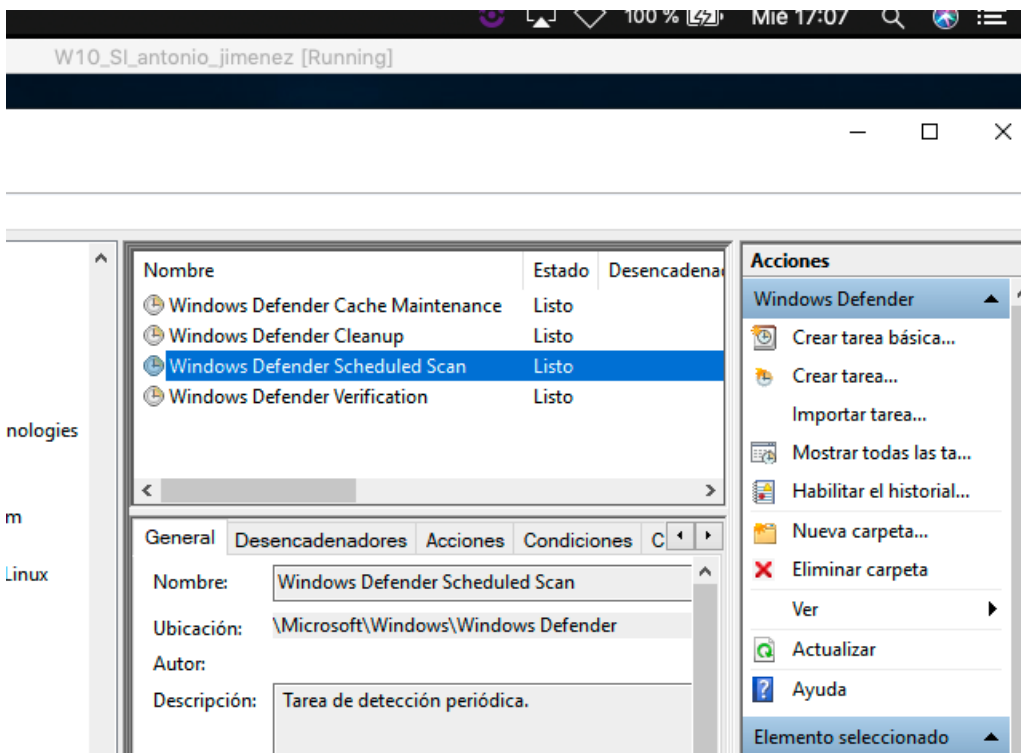 100 % Mié 17:07
W10_SI_antonio_jimenez [Running]
nologies
m
Linux
Nombre Estado Desencadena
Windows Defender Cache Maintenance Listo
Windows Defender Cleanup Listo
Windows Defender Scheduled Scan Listo
Windows Defender Verification Listo
General Desencadenadores Acciones Condiciones C
Nombre: Windows Defender Scheduled Scan
Ubicación: \Microsoft\Windows\Windows Defender
Autor:
Descripción: Tarea de detección periódica.
Acciones
Windows Defender
Crear tarea básica...
Crear tarea...
Importar tarea...
Mostrar todas las ta...
Habilitar el historial...
Nueva carpeta...
Eliminar carpeta
Ver
Actualizar
Ayuda
Elemento seleccionado